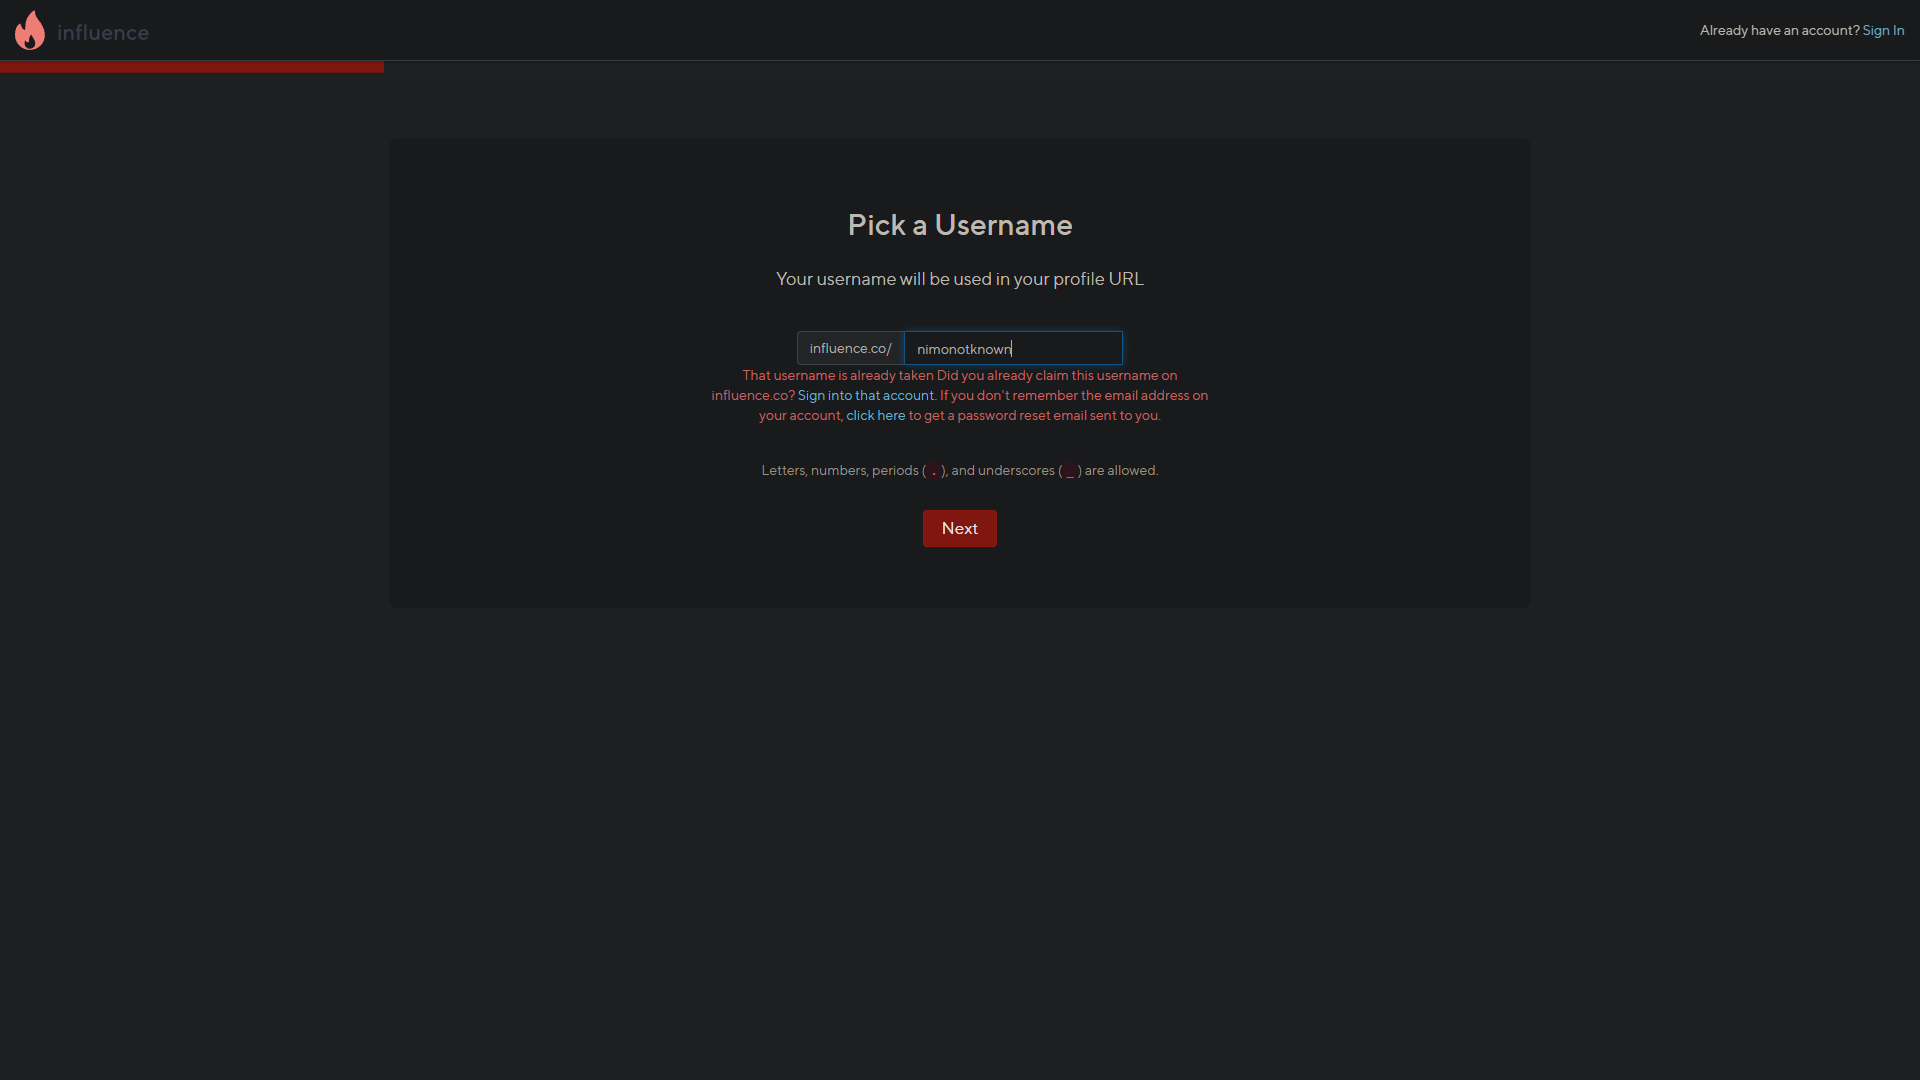 influence
Already have an account? Sign In
Pick a Username
Your username will be used in your profile URL
influence.co/ nimonotknown
That username is already taken Did you already claim this username on
influence.co? Sign into that account. If you don't remember the email address on
your account, click here to get a password reset email sent to you.
Letters, numbers, periods ( . ), and underscores ( _ ) are allowed.
Next